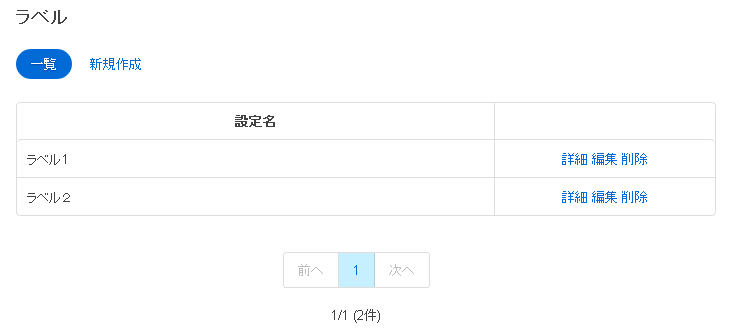 ラベル
一覧 新規作成
設定名
ラベル１ 詳細 編集 削除
ラベル２ 詳細 編集 削除
前へ 1 次へ
1/1 (2件)